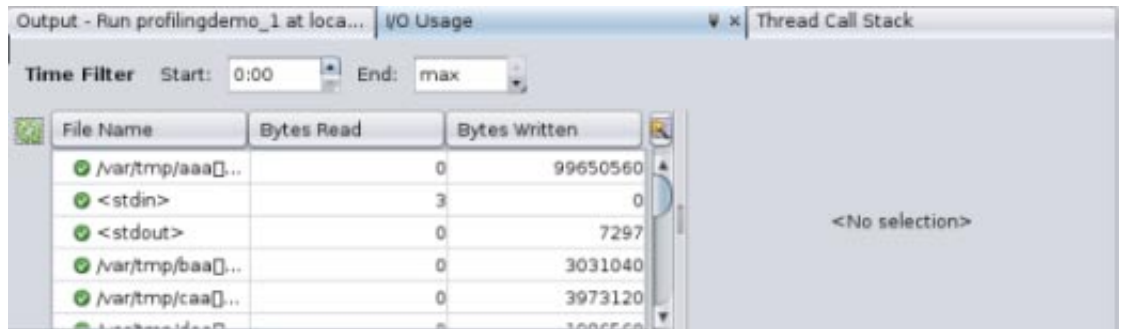 Output - Run profilingdemo_1 at loca... I/O Usage Thread Call Stack
Time Filter Start: 0:00 End: max
File Name Bytes Read Bytes Written
/var/tmp/aaa[]... 0 99650560
<stdin> 3 0
<stdout> 0 7297
<No selection>
/var/tmp/baa[]... 0 3031040
/var/tmp/caa[]... 0 3973120